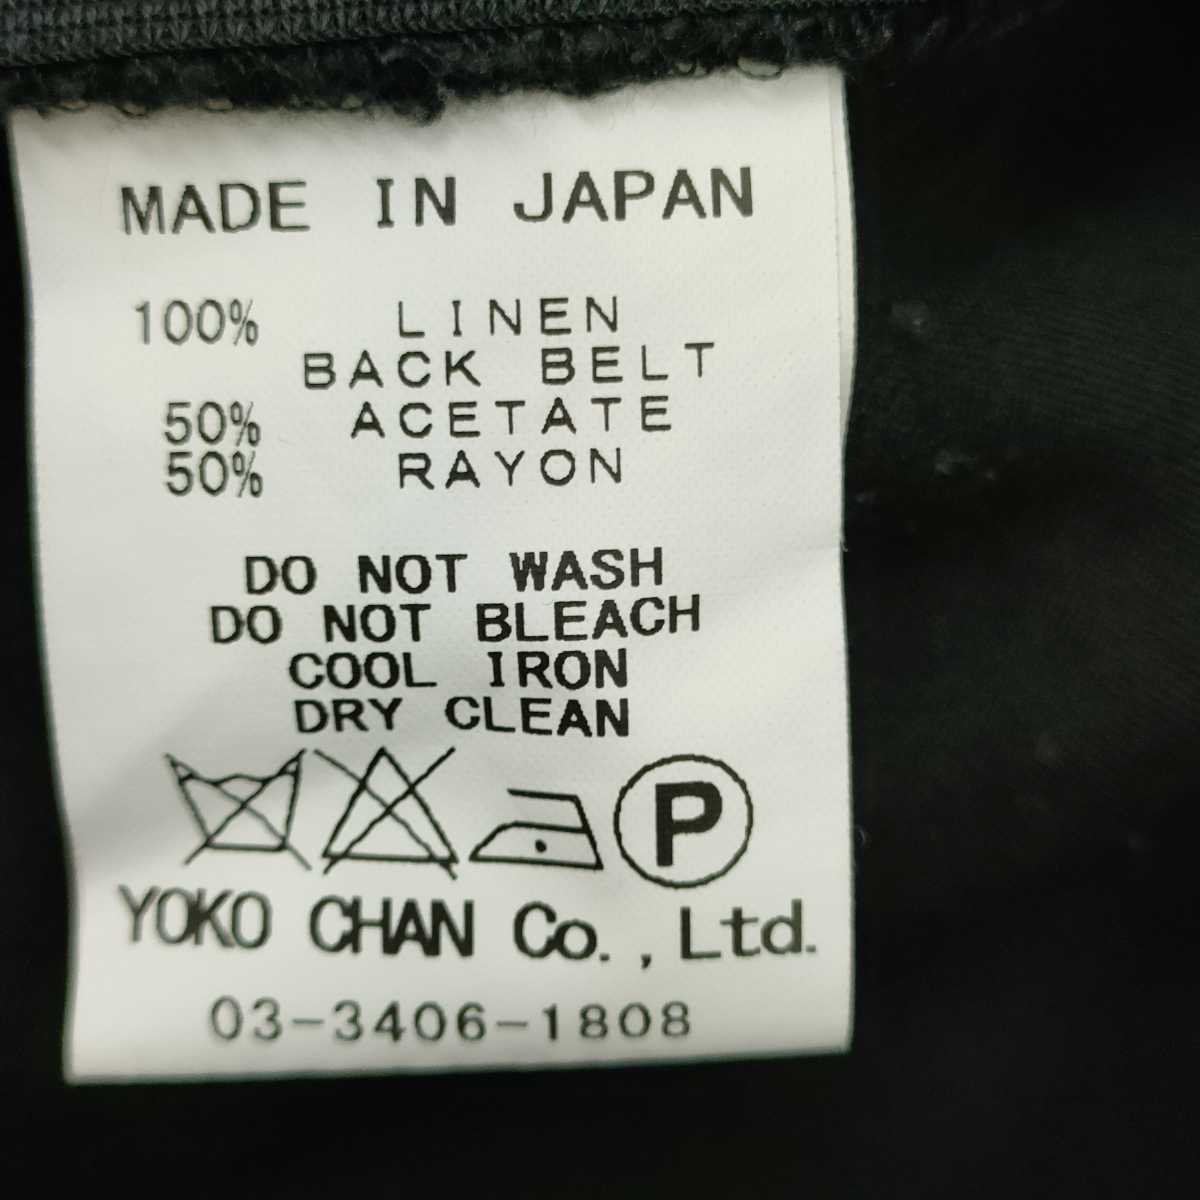 MADE IN JAPAN
100% LINEN
BACK BELT
50% ACETATE
50% RAYON
DO NOT WASH
DO NOT BLEACH
COOL IRON
DRY CLEAN
P
YOKO CHAN Co., Ltd.
03-3406-1808